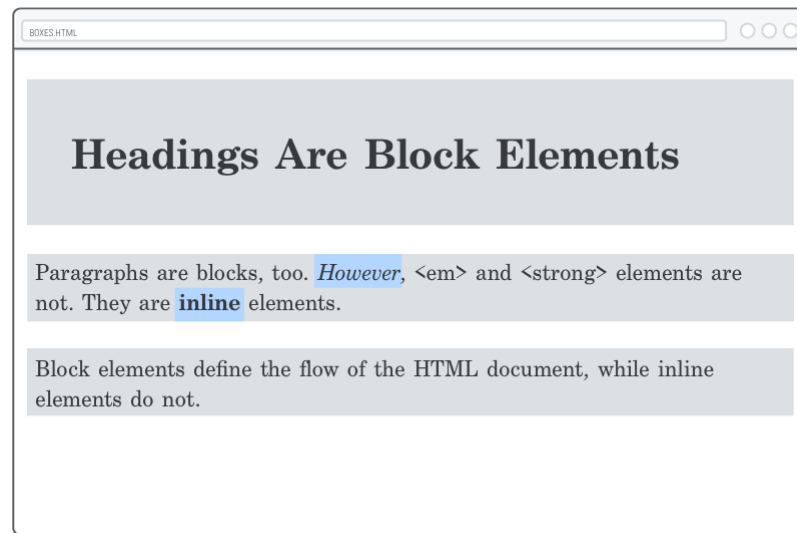 BOXES.HTML
Headings Are Block Elements
Paragraphs are blocks, too. However, <em> and <strong> elements are
not. They are inline elements.
Block elements define the flow of the HTML document, while inline
elements do not.